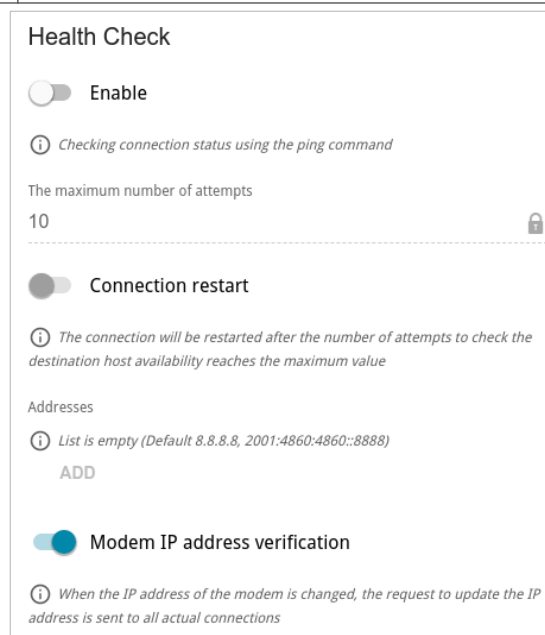 Health Check
Enable
Checking connection status using the ping command
The maximum number of attempts
10
Connection restart
The connection will be restarted after the number of attempts to check the
destination host availability reaches the maximum value
Addresses
List is empty (Default 8.8.8.8, 2001:4860:4860::8888)
ADD
Modem IP address verification
When the IP address of the modem is changed, the request to update the IP
address is sent to all actual connections